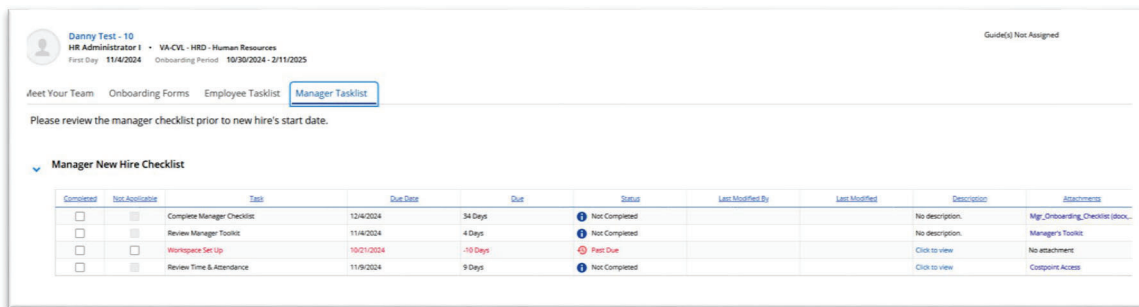 Danny Test - 10
Guide(s) Not Assigned
HR Administrator I • VA-CVL - HRD - Human Resources
First Day 11/4/2024 Onboarding Period 10/30/2024 - 2/11/2025
Meet Your Team Onboarding Forms Employee Tasklist Manager Tasklist
Please review the manager checklist prior to new hire's start date.
Manager New Hire Checklist
Completed Not Applicable Task Due Date Due Status Last Modified By Last Modified Description Attachments
Complete Manager Checklist 12/4/2024 34 Days Not Completed No description. Mgr_Onboarding_Checklist (docx,...
Review Manager Toolkit 11/4/2024 4 Days Not Completed No description. Manager's Toolkit
Workspace Set Up 10/21/2024 -10 Days Past Due Click to view No attachment
Review Time & Attendance 11/9/2024 9 Days Not Completed Click to view Costpoint Access